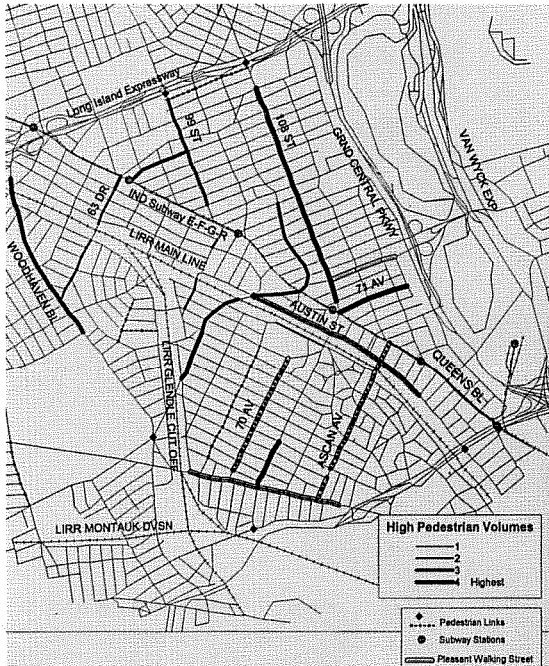 Long Island Expressway
99 ST
108 ST
GRND CENTRAL PKWY
VAN WYCK EXP
63 DR
IND Subway E-F-G-R
LIRR MAIN LINE
WOODHAVEN BL
71 AV
AUSTIN ST
QUEENS BL
LIRR GLENDLE CUT OFF
70 AV
ASCAN AV
LIRR MONTAUK DVSN
High Pedestrian Volumes
1
2
3
4 Highest
Pedestrian Links
Subway Stations
Pleasant Walking Street